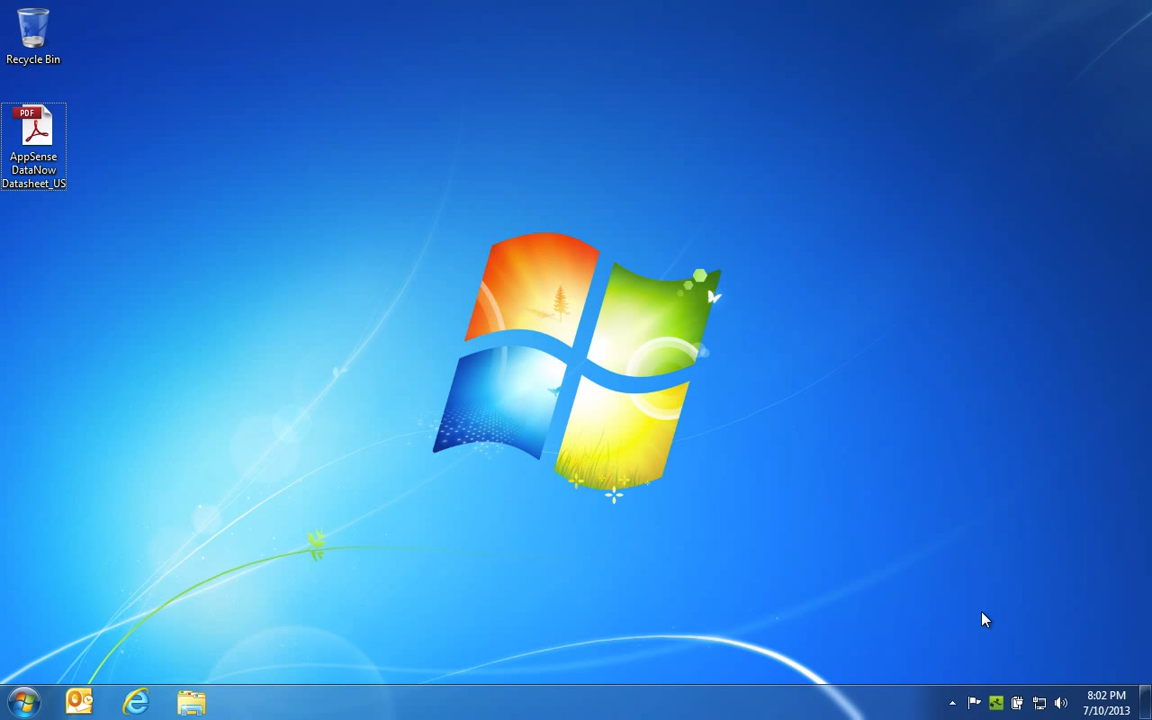 Recycle Bin
PDF
AppSense
DataNow
Datasheet_US
8:02 PM
7/10/2013